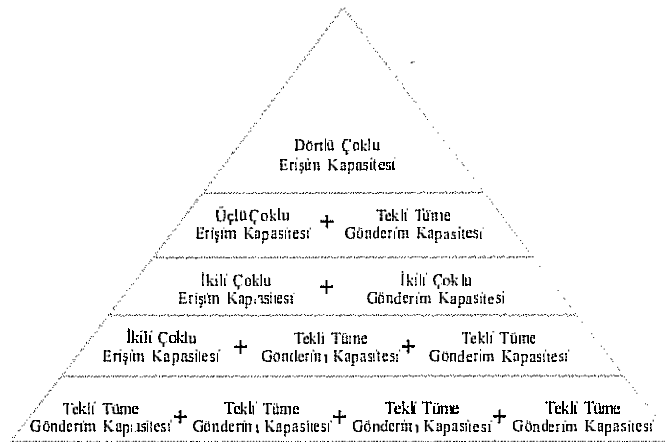 Dörtlü Çoklu
Erişim Kapasitesi
Üçlü Çoklu + Tekli Tüme
Erişim Kapasitesi Gönderim Kapasitesi
İkili Çoklu + İkili Çoklu
Erişim Kapasitesi Gönderim Kapasitesi
İkili Çoklu + Tekli Tüme + Tekli Tüme
Erişim Kapasitesi Gönderim Kapasitesi Gönderim Kapasitesi
Tekli Tüme + Tekli Tüme + Tekli Tüme + Tekli Tüme
Gönderim Kapasitesi Gönderim Kapasitesi Gönderim Kapasitesi Gönderim Kapasitesi